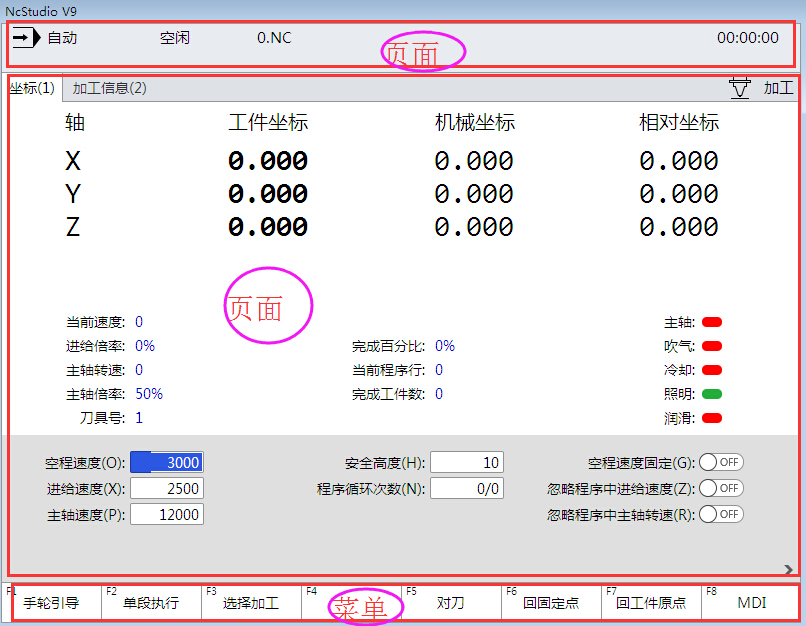 NcStudio V9
自动 空闲 0.NC 页面 00:00:00
坐标(1) 加工信息(2) 加工
轴 工件坐标 机械坐标 相对坐标
X 0.000 0.000 0.000
Y 0.000 0.000 0.000
Z 0.000 0.000 0.000
页面
当前速度: 0 主轴:
进给倍率: 0% 完成百分比: 0% 吹气:
主轴转速: 0 当前程序行: 0 冷却:
主轴倍率: 50% 完成工件数: 0 照明:
刀具号: 1 润滑:
空程速度(O): 3000 安全高度(H): 10 空程速度固定(G): OFF
进给速度(X): 2500 程序循环次数(N): 0/0 忽略程序中进给速度(Z): OFF
主轴速度(P): 12000 忽略程序中主轴转速(R): OFF
F1 手轮引导 F2 单段执行 F3 选择加工 F4 菜单 F5 对刀 F6 回固定点 F7 回工件原点 F8 MDI